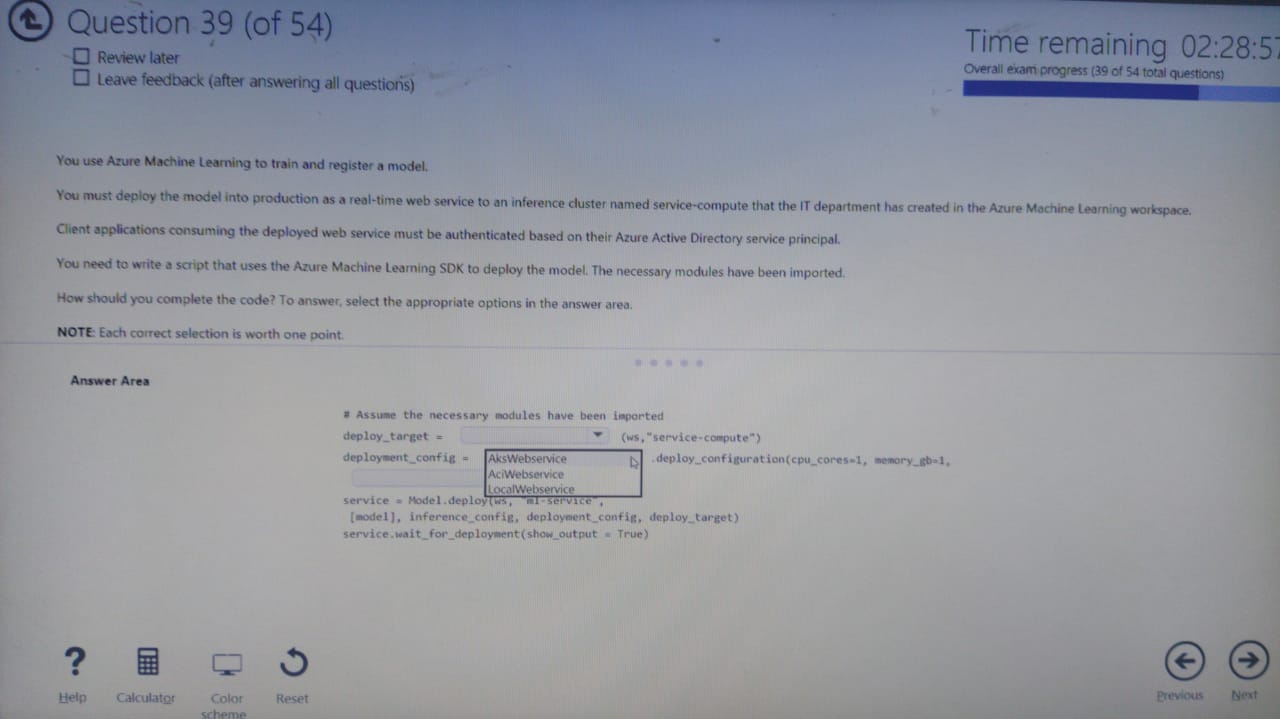 Question 39 (of 54)
Review later
Leave feedback (after answering all questions)
Time remaining 02:28:57
Overall exam progress (39 of 54 total questions)
You use Azure Machine Learning to train and register a model.
You must deploy the model into production as a real-time web service to an inference cluster named service-compute that the IT department has created in the Azure Machine Learning workspace.
Client applications consuming the deployed web service must be authenticated based on their Azure Active Directory service principal.
You need to write a script that uses the Azure Machine Learning SDK to deploy the model. The necessary modules have been imported.
How should you complete the code? To answer, select the appropriate options in the answer area.
NOTE: Each correct selection is worth one point.
Answer Area
# Assume the necessary modules have been imported
deploy_target = (ws,"service-compute")
deployment_config = AksWebservice .deploy_configuration(cpu_cores=1, memory_gb=1,
AciWebservice
LocalWebservice
service = Model.deploy(ws, "ml-service",
[model], inference_config, deployment_config, deploy_target)
service.wait_for_deployment(show_output = True)
? Help
Calculator
Color scheme
Reset
Previous
Next